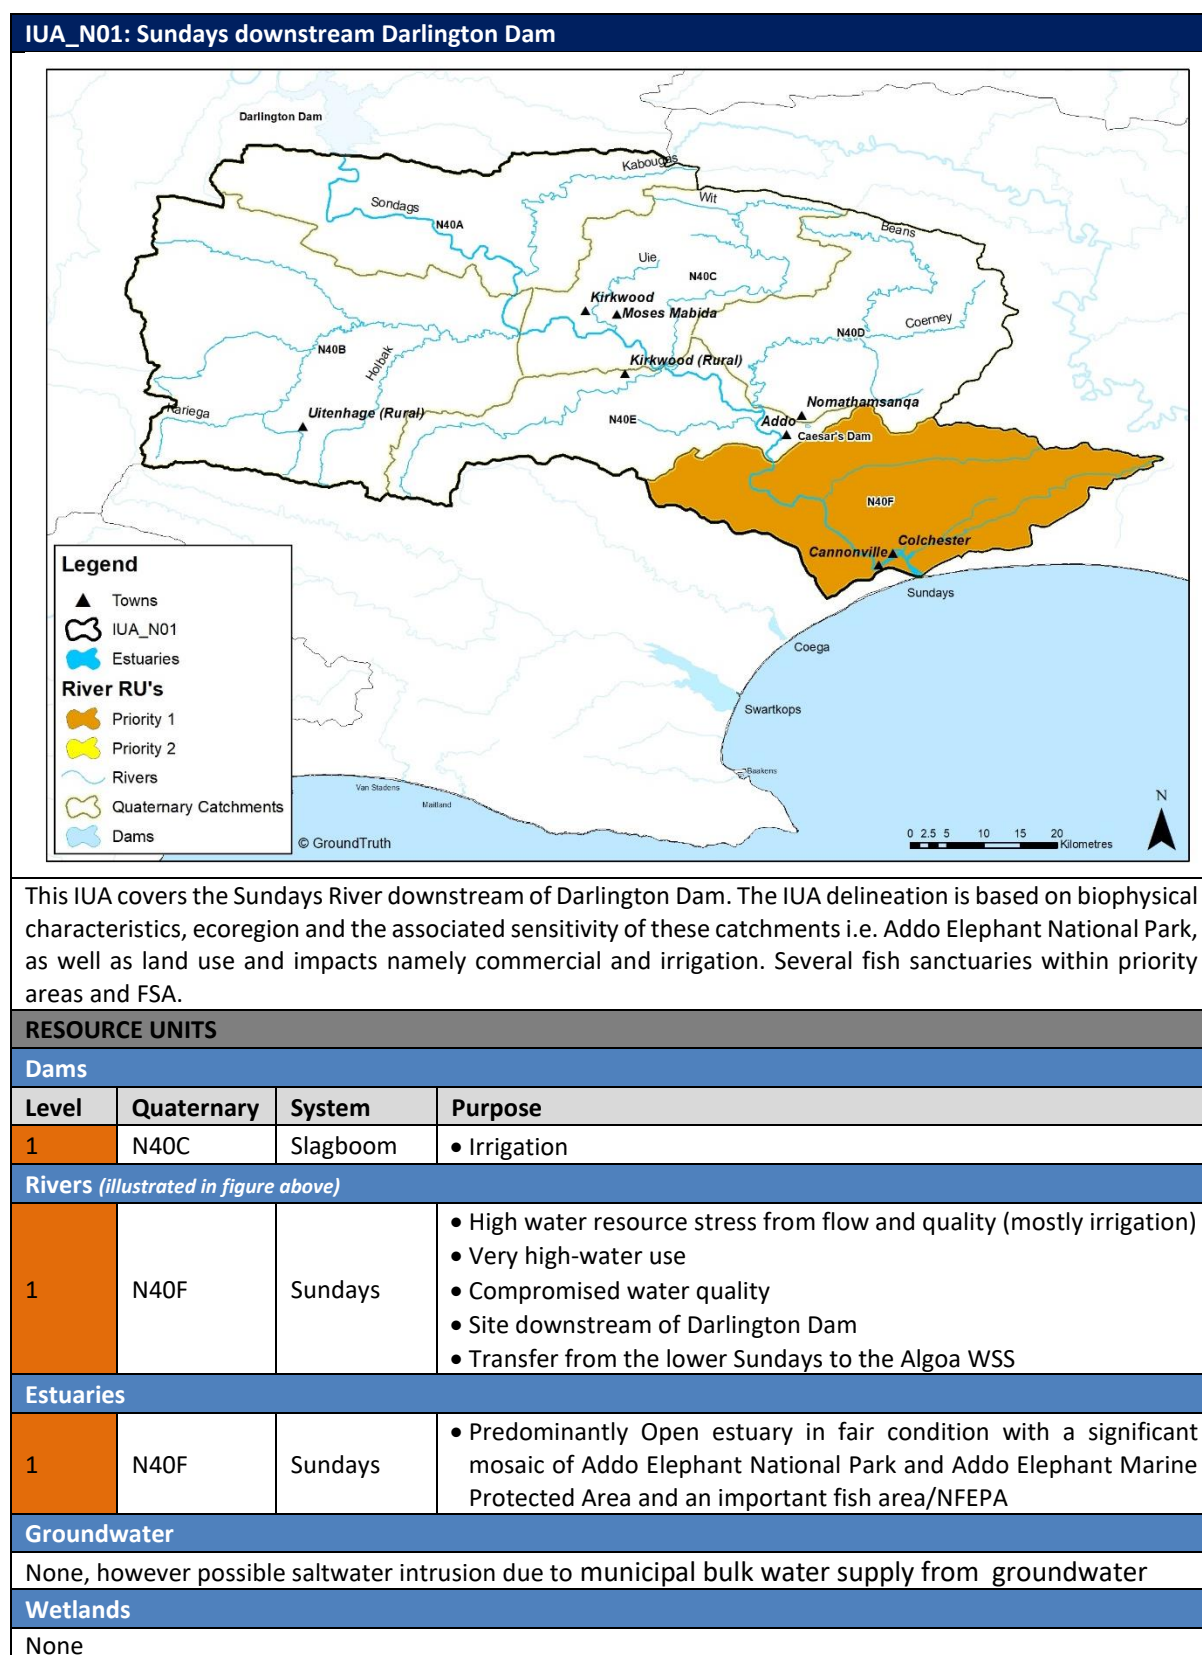 IUA_N01: Sundays downstream Darlington Dam
Darlington Dam
Kabougas
Sondags
Wit
N40A
Beans
Uie
N40C
Kirkwood
Moses Mabida
Coerney
N40D
N40B
Holbak
Kirkwood (Rural)
Kariega
Uitenhage (Rural)
Nomathamsanqa
N40E
Addo
Caesar's Dam
N40F
Colchester
Cannonville
Sundays
Coega
Swartkops
Baakens
Van Stadens
Maitland
Legend
Towns
IUA_N01
Estuaries
River RU's
Priority 1
Priority 2
Rivers
Quaternary Catchments
Dams
© GroundTruth
N
0 2.5 5 10 15 20
Kilometres
This IUA covers the Sundays River downstream of Darlington Dam. The IUA delineation is based on biophysical
characteristics, ecoregion and the associated sensitivity of these catchments i.e. Addo Elephant National Park,
as well as land use and impacts namely commercial and irrigation. Several fish sanctuaries within priority
areas and FSA.
RESOURCE UNITS
Dams
Level Quaternary System Purpose
1 N40C Slagboom • Irrigation
Rivers (illustrated in figure above)
1 N40F Sundays
• High water resource stress from flow and quality (mostly irrigation)
• Very high-water use
• Compromised water quality
• Site downstream of Darlington Dam
• Transfer from the lower Sundays to the Algoa WSS
Estuaries
1 N40F Sundays
• Predominantly Open estuary in fair condition with a significant
mosaic of Addo Elephant National Park and Addo Elephant Marine
Protected Area and an important fish area/NFEPA
Groundwater
None, however possible saltwater intrusion due to municipal bulk water supply from groundwater
Wetlands
None